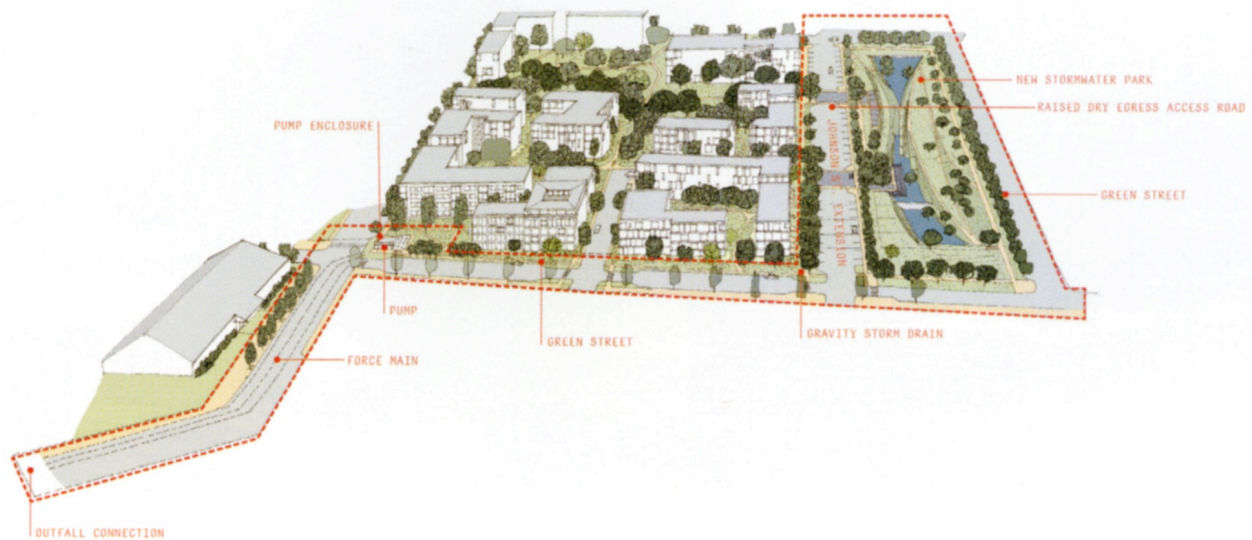 NEW STORMWATER PARK
RAISED DRY EGRESS ACCESS ROAD
PUMP ENCLOSURE
JOHNSON ST. EXTENSION
GREEN STREET
PUMP
GRAVITY STORM DRAIN
GREEN STREET
FORCE MAIN
OUTFALL CONNECTION